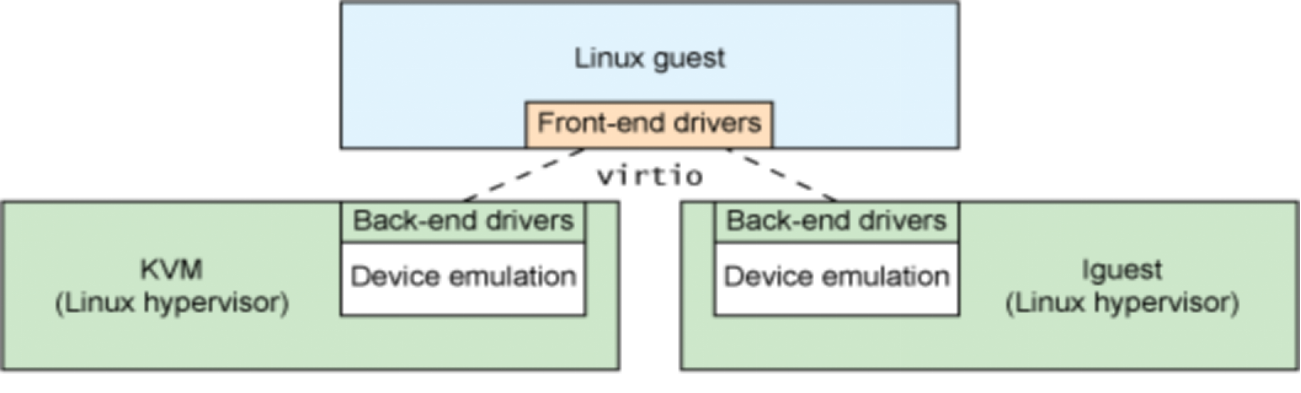 Linux guest
Front-end drivers
virtio
Back-end drivers
Device emulation
KVM
(Linux hypervisor)
Back-end drivers
Device emulation
lguest
(Linux hypervisor)